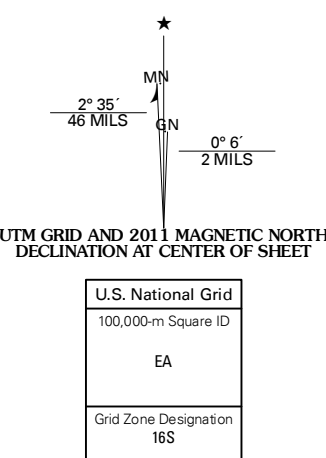 ★
MN
2° 35´
46 MILS
GN
0° 6´
2 MILS
UTM GRID AND 2011 MAGNETIC NORTH
DECLINATION AT CENTER OF SHEET
U.S. National Grid
100,000-m Square ID
EA
Grid Zone Designation
16S